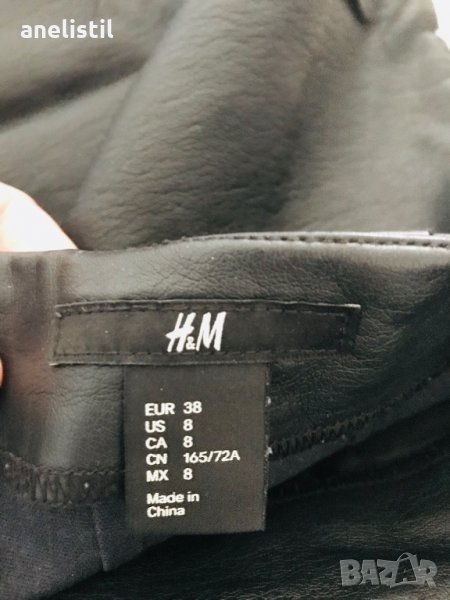 anelistil
H&M
EUR 38
US 8
CA 8
CN 165/72A
MX 8
Made in
China
BAZAR